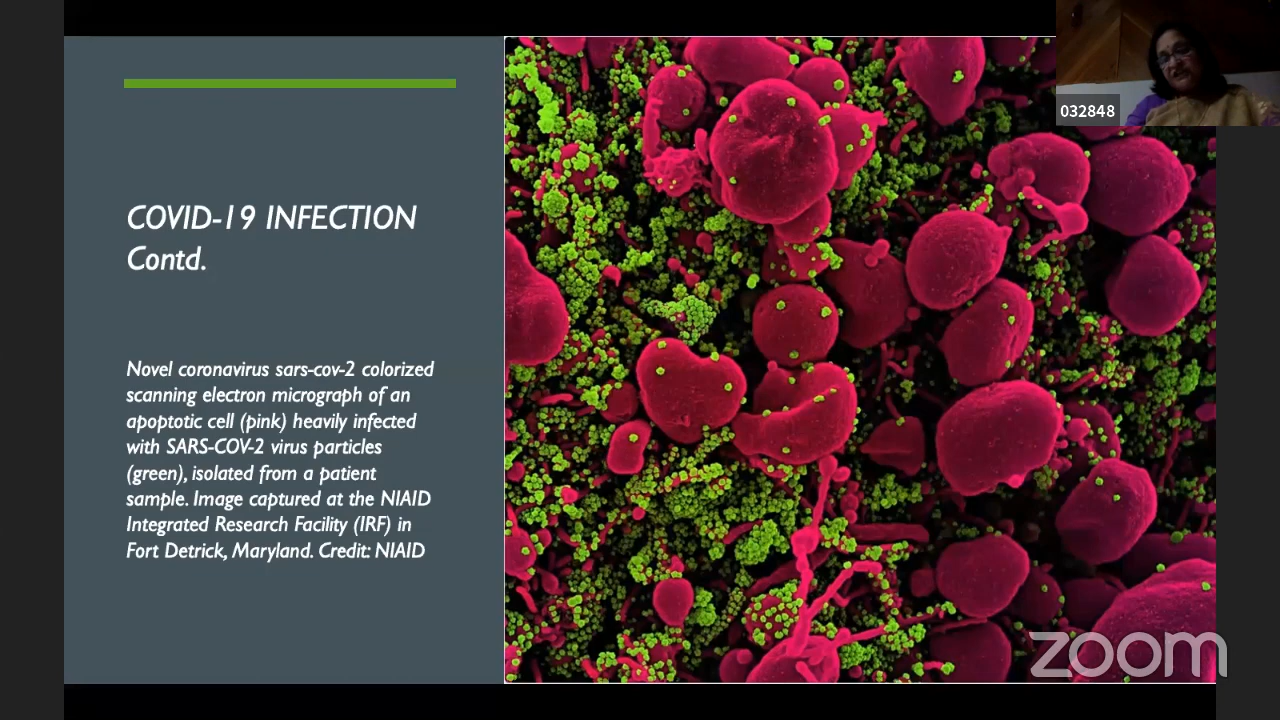 032848
COVID-19 INFECTION
Contd.
Novel coronavirus sars-cov-2 colorized
scanning electron micrograph of an
apoptotic cell (pink) heavily infected
with SARS-COV-2 virus particles
(green), isolated from a patient
sample. Image captured at the NIAID
Integrated Research Facility (IRF) in
Fort Detrick, Maryland. Credit: NIAID
zoom